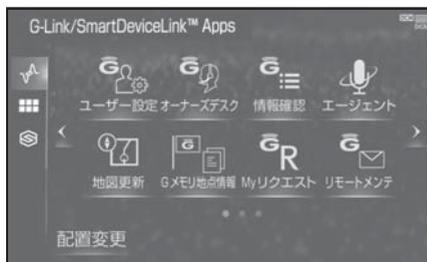 G-Link/SmartDeviceLink™ Apps
ユーザー設定 オーナーズデスク 情報確認 エージェント
地図更新 Gメモリ地点情報 Myリクエスト リモートメンテ
配置変更